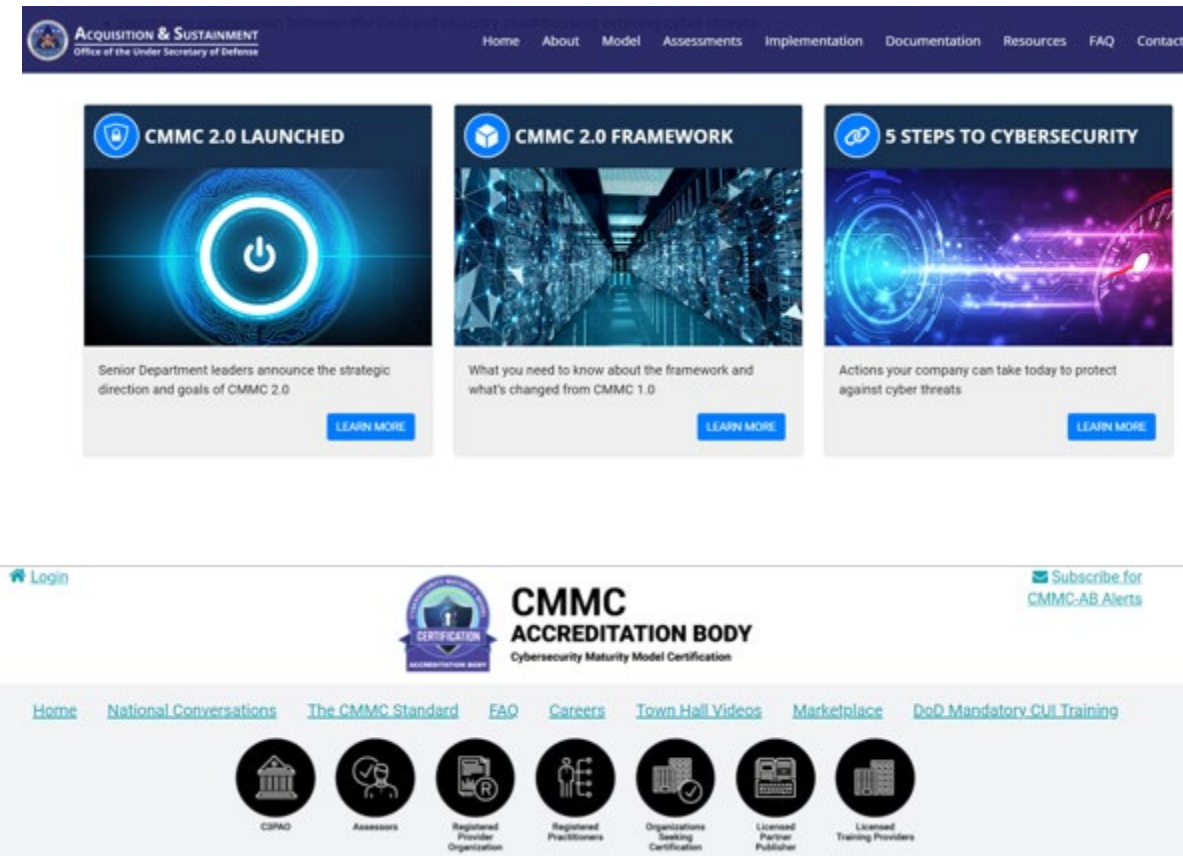 ACQUISITION & SUSTAINMENT
Office of the Under Secretary of Defense
Home About Model Assessments Implementation Documentation Resources FAQ Contact
CMMC 2.0 LAUNCHED
CMMC 2.0 FRAMEWORK
5 STEPS TO CYBERSECURITY
Senior Department leaders announce the strategic
direction and goals of CMMC 2.0
LEARN MORE
What you need to know about the framework and
what's changed from CMMC 1.0
LEARN MORE
Actions your company can take today to protect
against cyber threats
LEARN MORE
Login
CYBERSECURITY MATURITY MODEL
CERTIFICATION
ACCREDITATION BODY
CMMC
ACCREDITATION BODY
Cybersecurity Maturity Model Certification
Subscribe for
CMMC-AB Alerts
Home National Conversations The CMMC Standard FAQ Careers Town Hall Videos Marketplace DoD Mandatory CUI Training
C3PAO
Assessors
Registered
Provider
Organization
Registered
Practitioners
Organizations
Seeking
Certification
Licensed
Partner
Publisher
Licensed
Training Providers